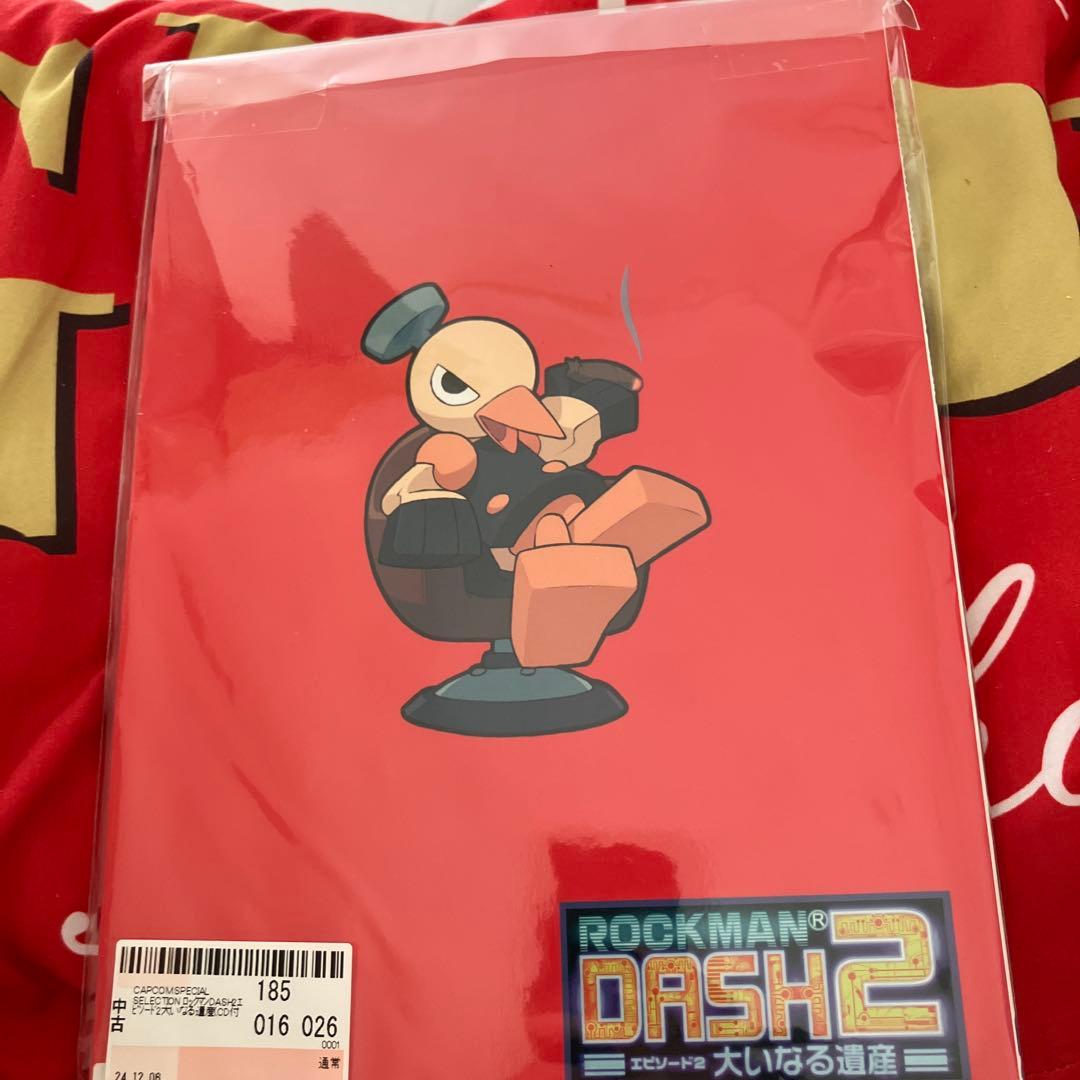 CAPCOM SPECIAL
SELECTION ロックマンDASH2エ
ピソード2大いなる遺産(CD付
185
中古
016 026
0001
通常
24.12.06
ROCKMAN®
DASH2
エピソード2 大いなる遺産